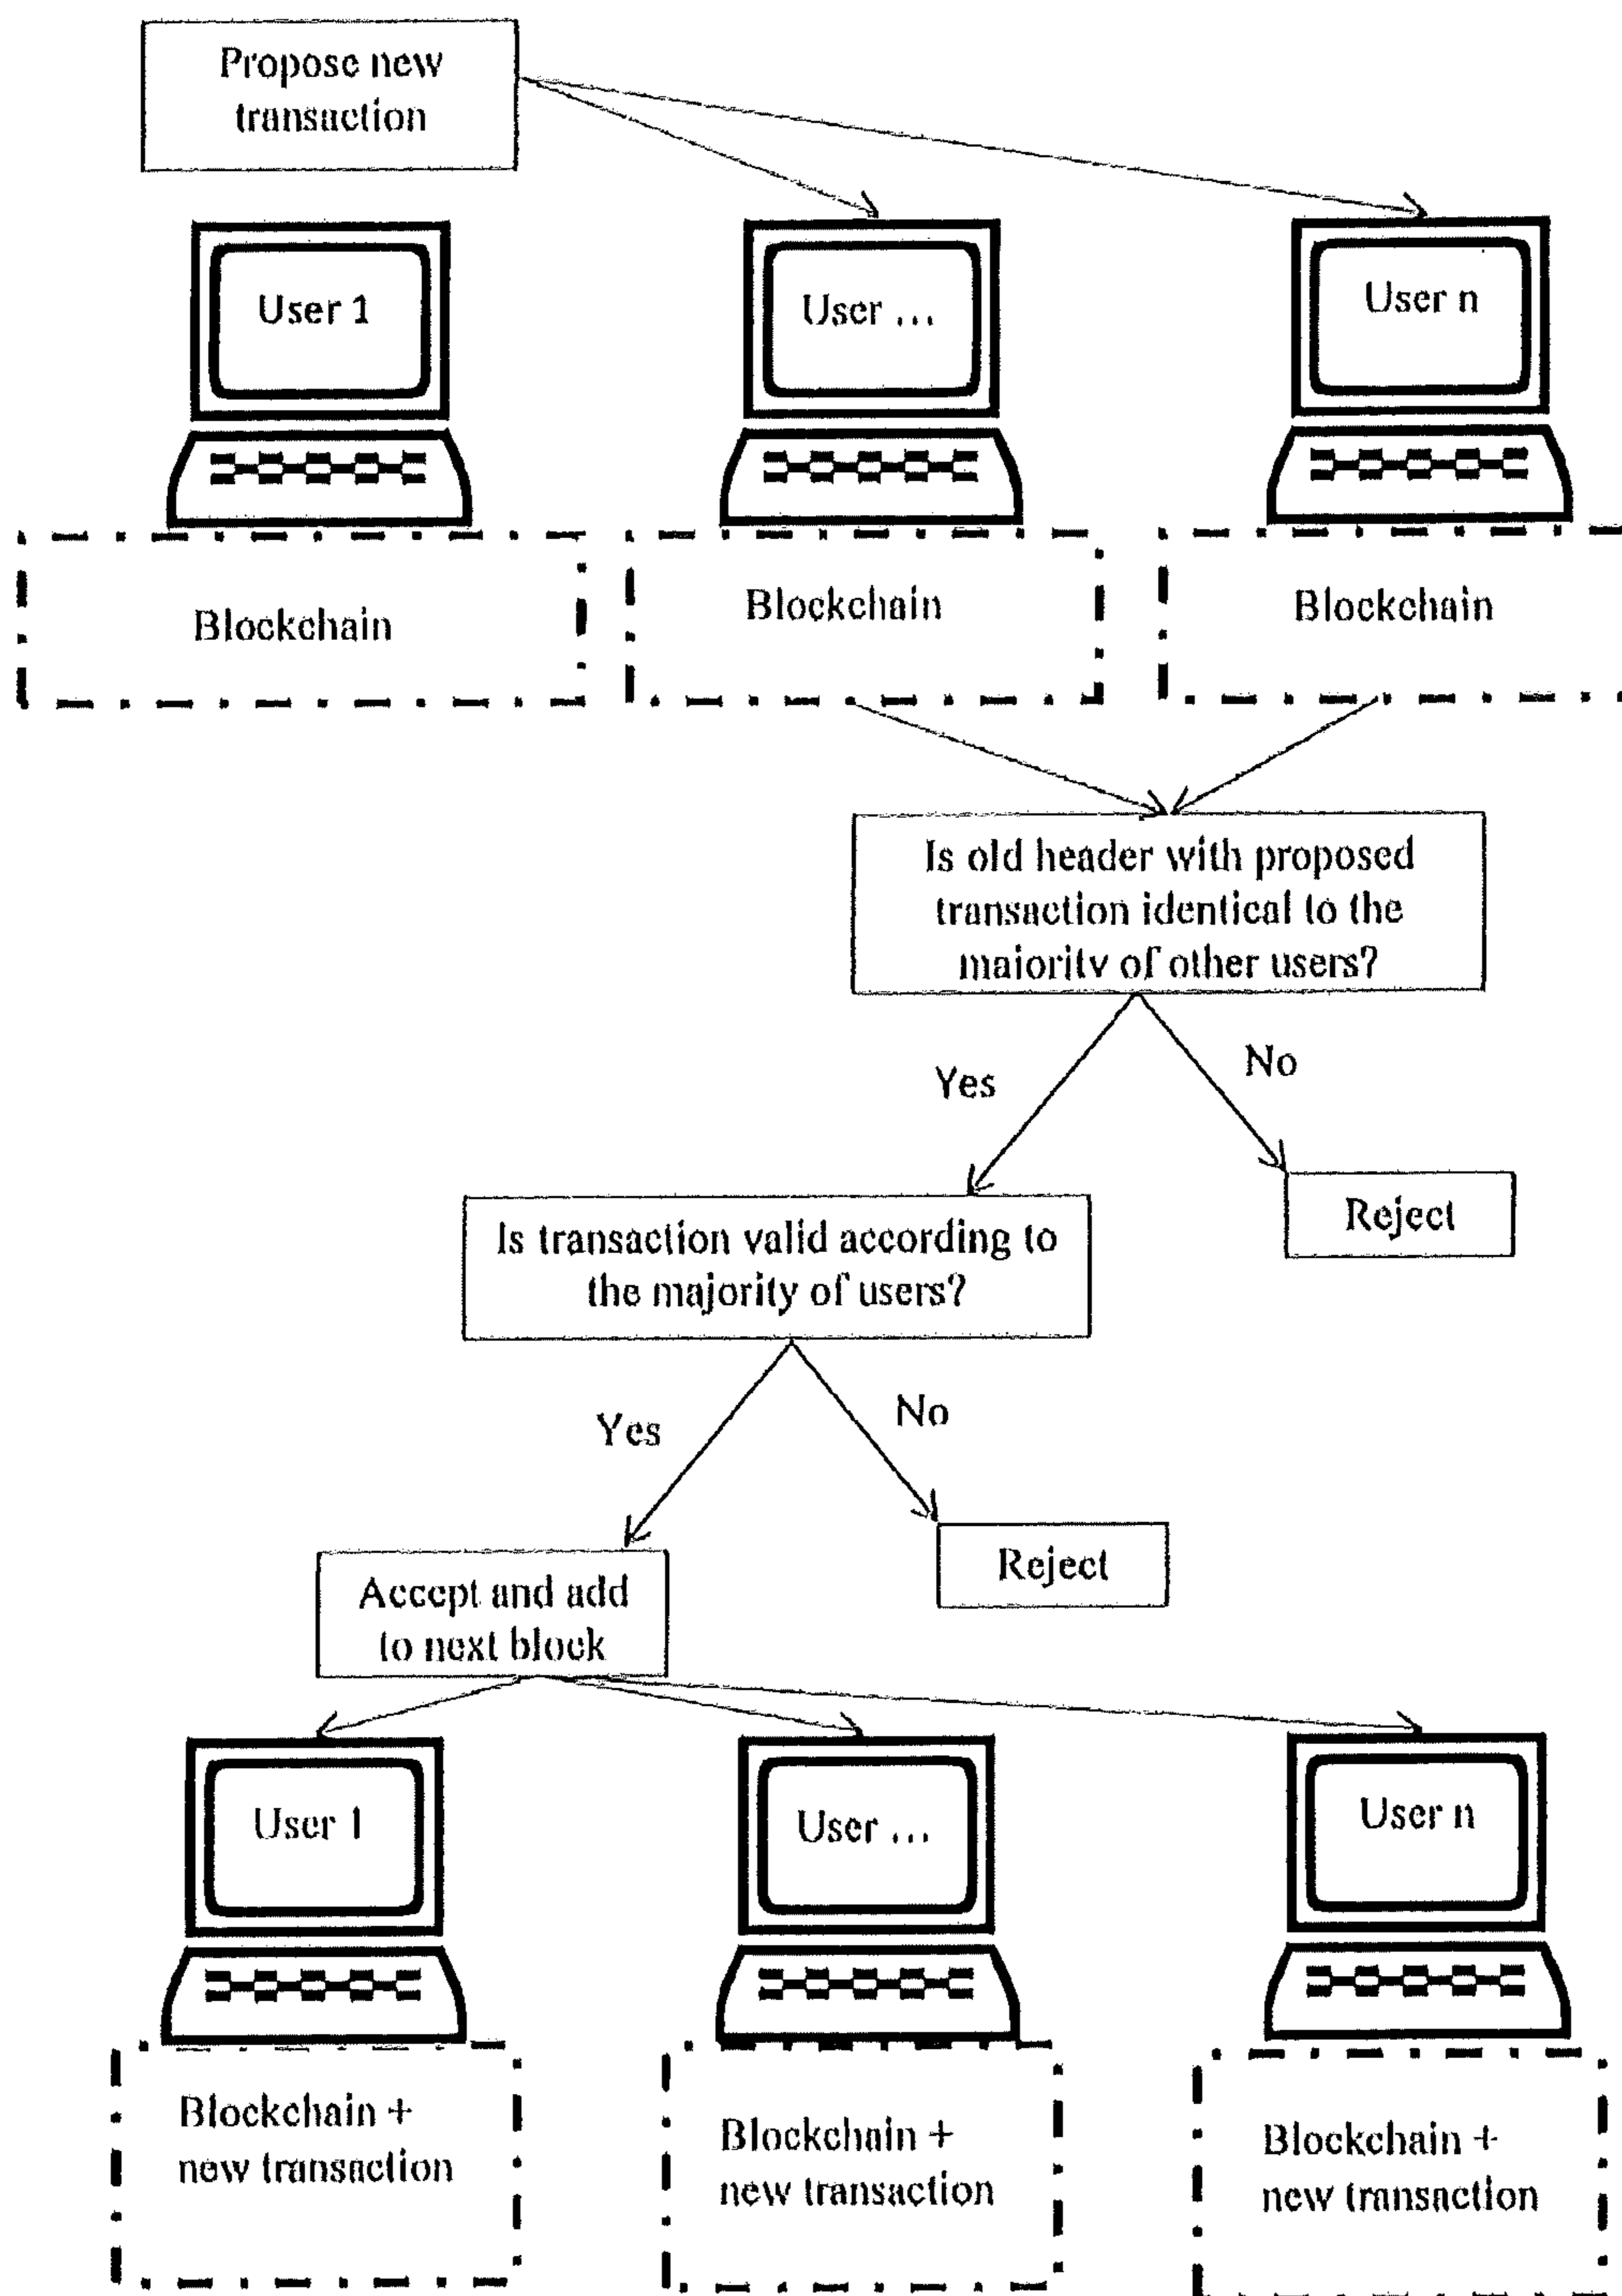 Propose new
transaction
User 1
User ...
User n
Blockchain
Blockchain
Blockchain
Is old header with proposed
transaction identical to the
majority of other users?
Yes
No
Reject
Is transaction valid according to
the majority of users?
Yes
No
Reject
Accept and add
to next block
User 1
User ...
User n
Blockchain +
new transaction
Blockchain +
new transaction
Blockchain +
new transaction